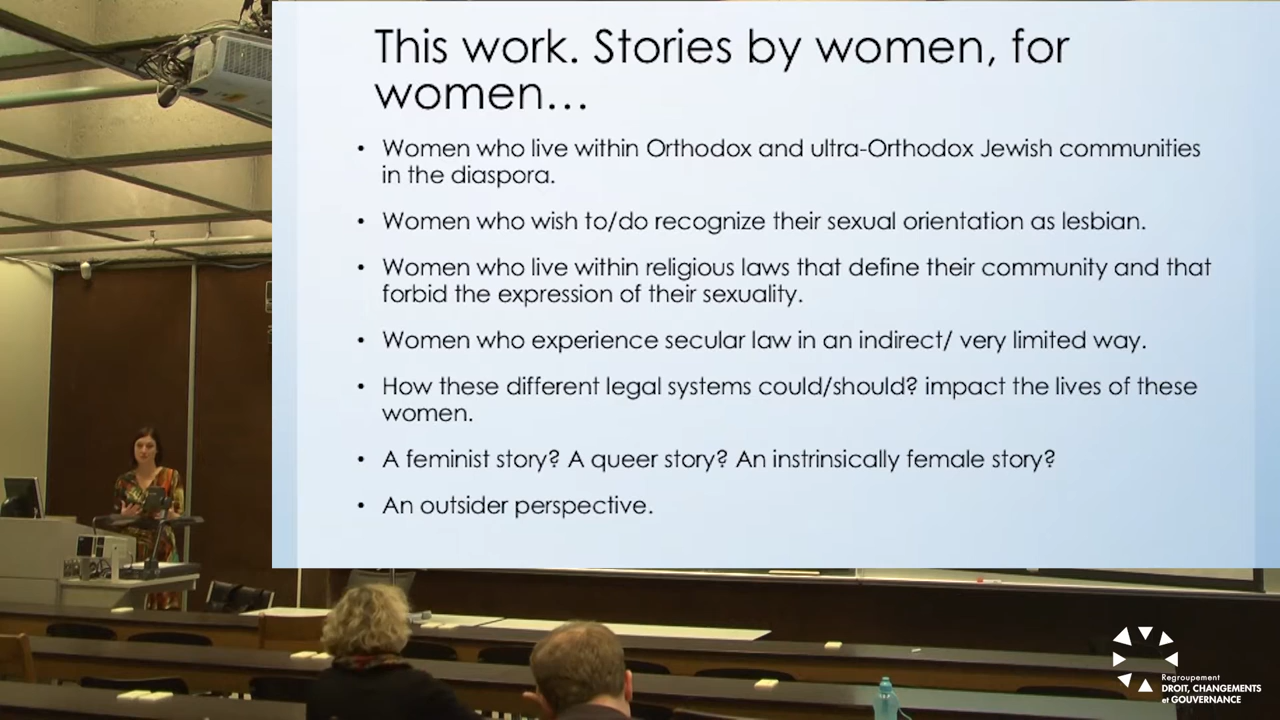 This work. Stories by women, for
women…
• Women who live within Orthodox and ultra-Orthodox Jewish communities
in the diaspora.
• Women who wish to/do recognize their sexual orientation as lesbian.
• Women who live within religious laws that define their community and that
forbid the expression of their sexuality.
• Women who experience secular law in an indirect/ very limited way.
• How these different legal systems could/should? impact the lives of these
women.
• A feminist story? A queer story? An instrinsically female story?
• An outsider perspective.
Regroupement
DROIT, CHANGEMENTS
et GOUVERNANCE